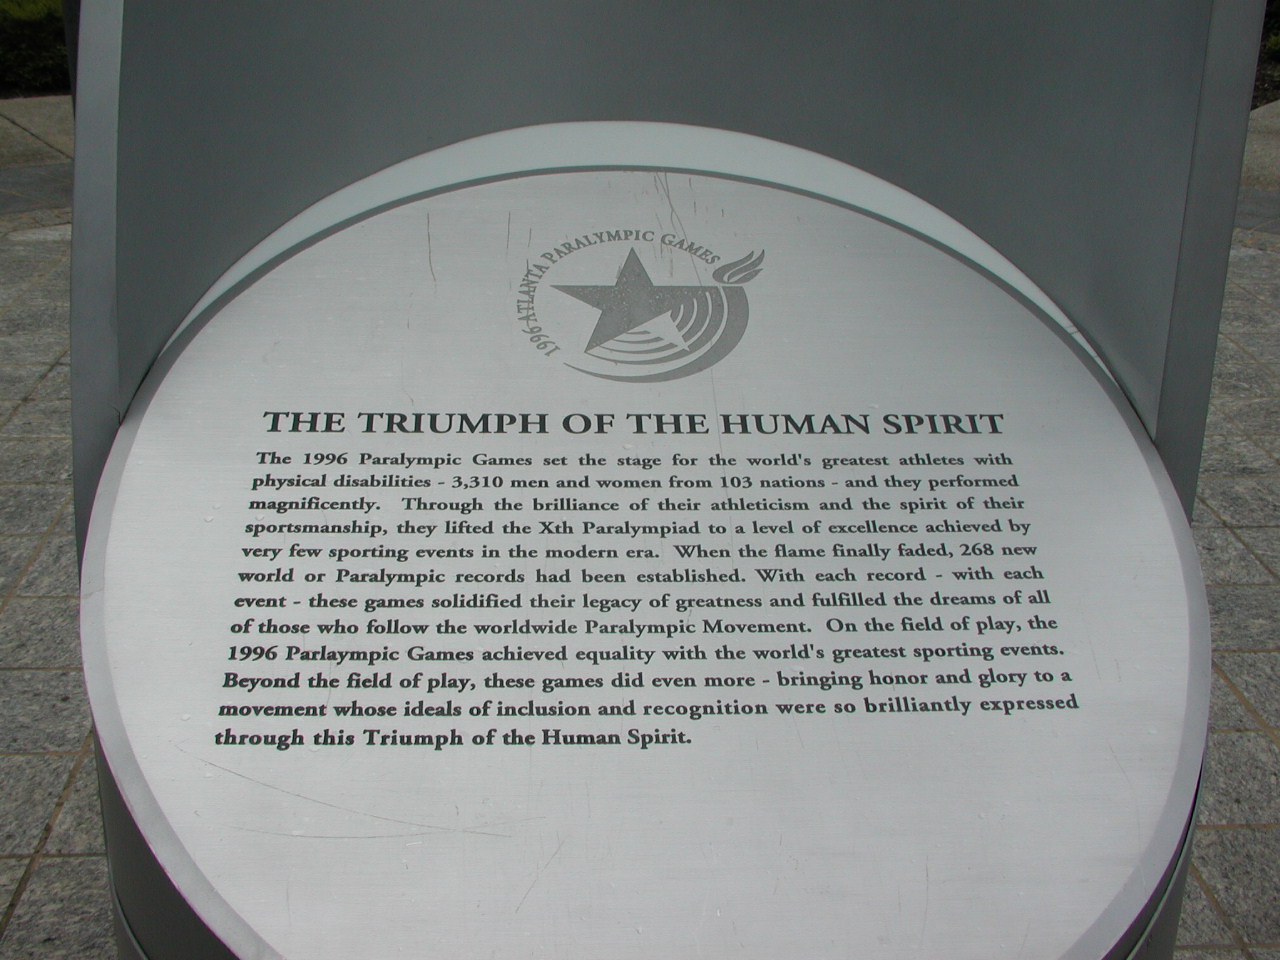 1996 ATLANTA PARALYMPIC GAMES
THE TRIUMPH OF THE HUMAN SPIRIT
The 1996 Paralympic Games set the stage for the world's greatest athletes with
physical disabilities - 3,310 men and women from 103 nations - and they performed
magnificently. Through the brilliance of their athleticism and the spirit of their
sportsmanship, they lifted the Xth Paralympiad to a level of excellence achieved by
very few sporting events in the modern era. When the flame finally faded, 268 new
world or Paralympic records had been established. With each record - with each
event - these games solidified their legacy of greatness and fulfilled the dreams of all
of those who follow the worldwide Paralympic Movement. On the field of play, the
1996 Parlaympic Games achieved equality with the world's greatest sporting events.
Beyond the field of play, these games did even more - bringing honor and glory to a
movement whose ideals of inclusion and recognition were so brilliantly expressed
through this Triumph of the Human Spirit.